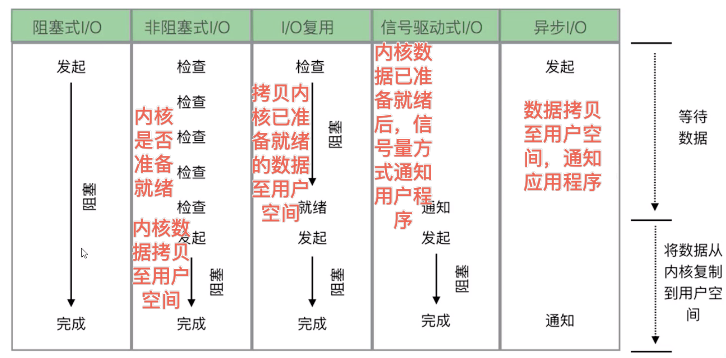 阻塞式I/O
非阻塞式I/O
I/O复用
信号驱动式I/O
异步I/O
发起
阻塞
完成
检查
检查
检查
检查
检查
发起
阻塞
完成
内核
是否
准备
就绪
内核数
据拷贝
至用户
空间
检查
阻塞
就绪
发起
阻塞
完成
拷贝内
核已准
备就绪
的数据
至用户
空间
内核数
据已准
备就绪
后，信
号量方
式通知
用户程
序
通知
发起
阻塞
完成
发起
数据拷贝
至用户空
间，通知
应用程序
通知
等待
数据
将数据从
内核复制
到用户空
间